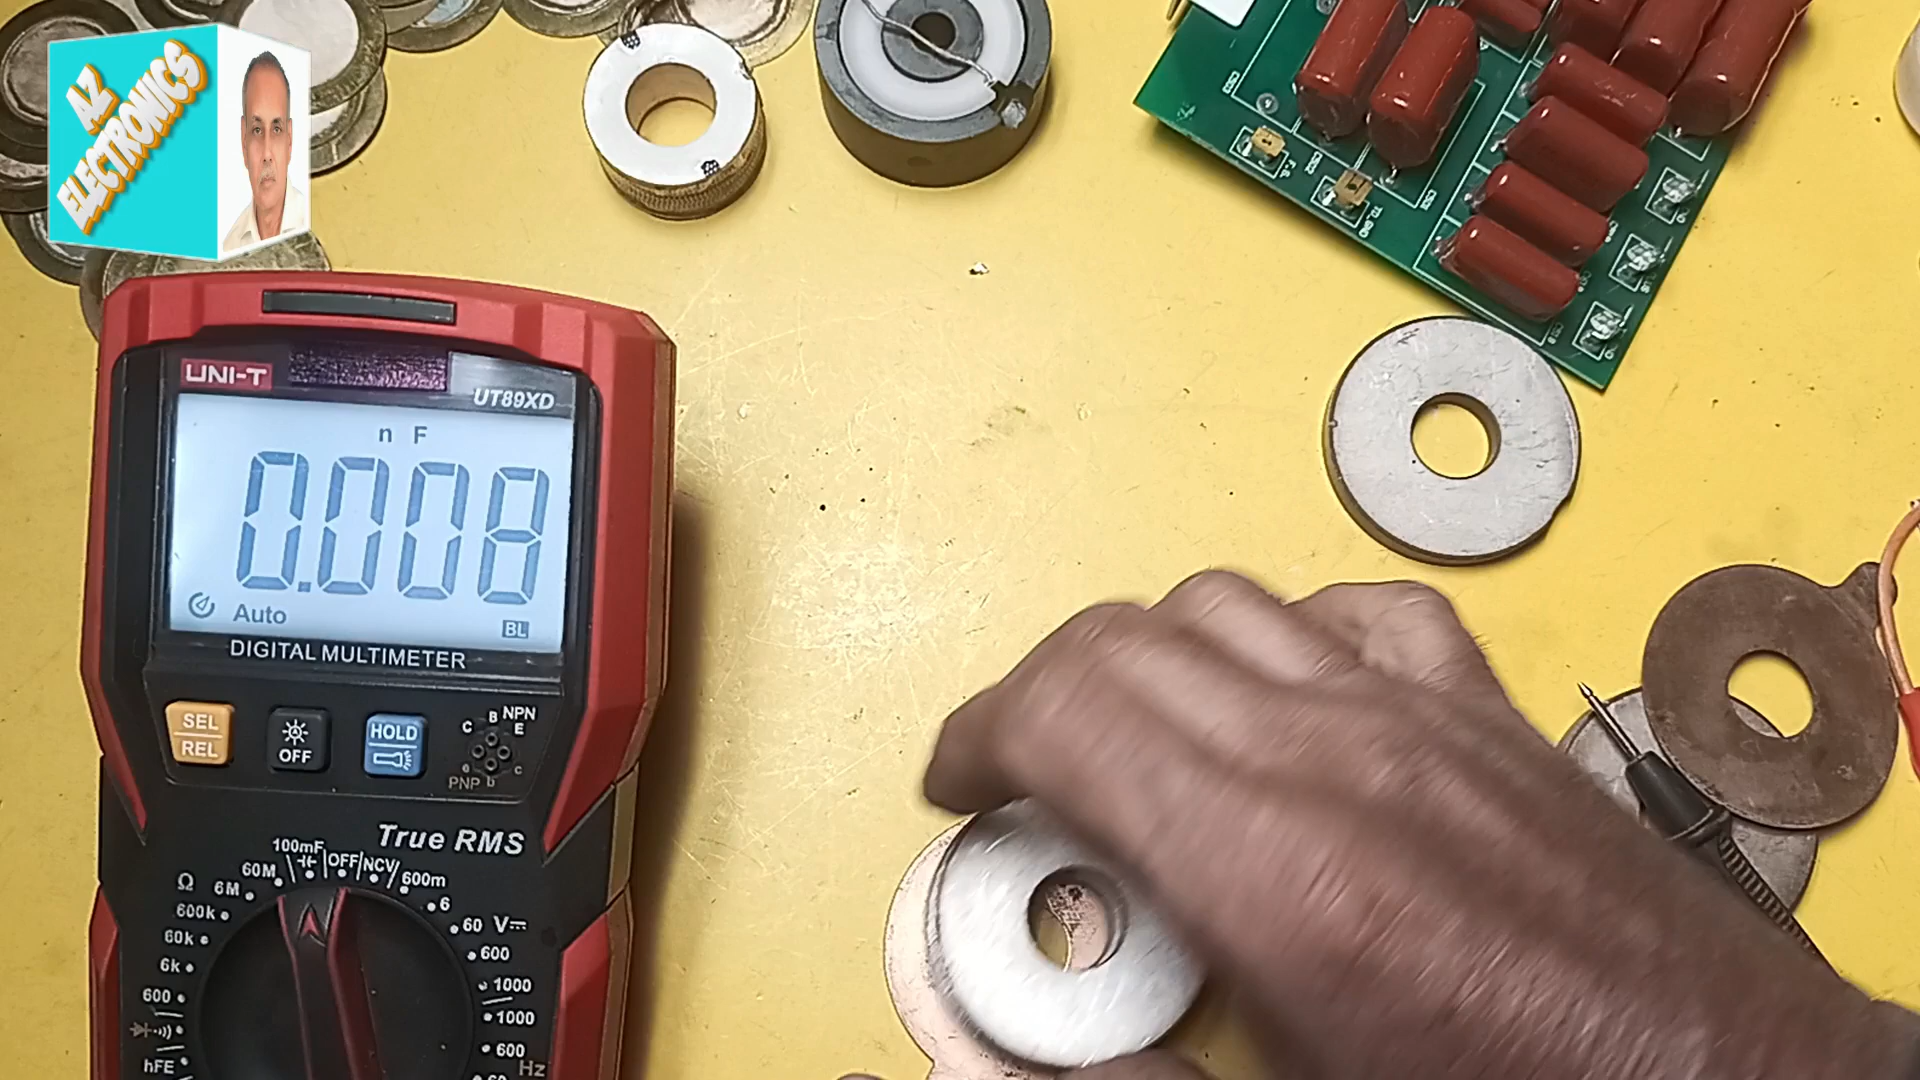 AZ
ELECTRONICS
UNI-T
UT89XD
n F
0.008
Auto
BL
DIGITAL MULTIMETER
SEL
REL
OFF
HOLD
NPN
C B E
PNP
e b c
True RMS
100mF
OFF
NCV
600m
60M
Ω
6M
6
600k
60 V
60k
600
6k
1000
600
1000
600
hFE
Hz
60